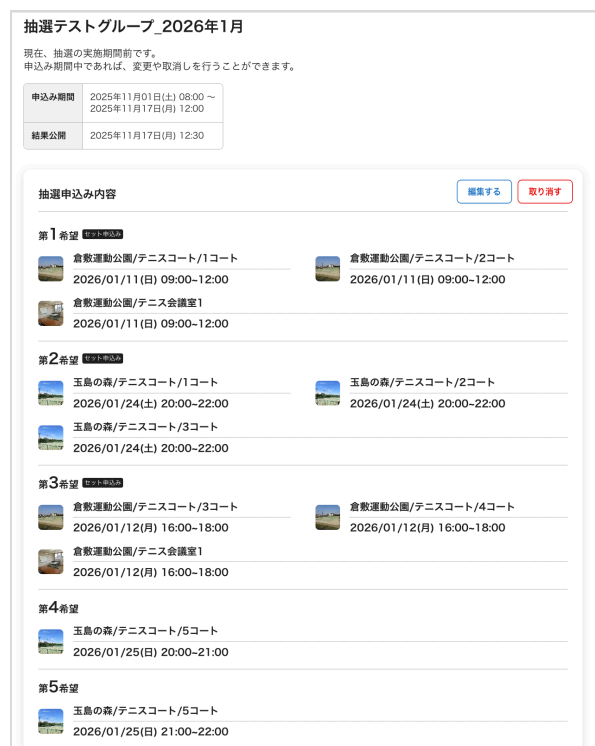 抽選テストグループ_2026年1月
現在、抽選の実施期間前です。
申込み期間中であれば、変更や取消しを行うことができます。
申込み期間 2025年11月01日(土) 08:00 ~
2025年11月17日(月) 12:00
結果公開 2025年11月17日(月) 12:30
抽選申込み内容 編集する 取り消す
第1希望 セット申込み
倉敷運動公園/テニスコート/1コート 倉敷運動公園/テニスコート/2コート
2026/01/11(日) 09:00~12:00 2026/01/11(日) 09:00~12:00
倉敷運動公園/テニス会議室1
2026/01/11(日) 09:00~12:00
第2希望 セット申込み
玉島の森/テニスコート/1コート 玉島の森/テニスコート/2コート
2026/01/24(土) 20:00~22:00 2026/01/24(土) 20:00~22:00
玉島の森/テニスコート/3コート
2026/01/24(土) 20:00~22:00
第3希望 セット申込み
倉敷運動公園/テニスコート/3コート 倉敷運動公園/テニスコート/4コート
2026/01/12(月) 16:00~18:00 2026/01/12(月) 16:00~18:00
倉敷運動公園/テニス会議室1
2026/01/12(月) 16:00~18:00
第4希望
玉島の森/テニスコート/5コート
2026/01/25(日) 20:00~21:00
第5希望
玉島の森/テニスコート/5コート
2026/01/25(日) 21:00~22:00